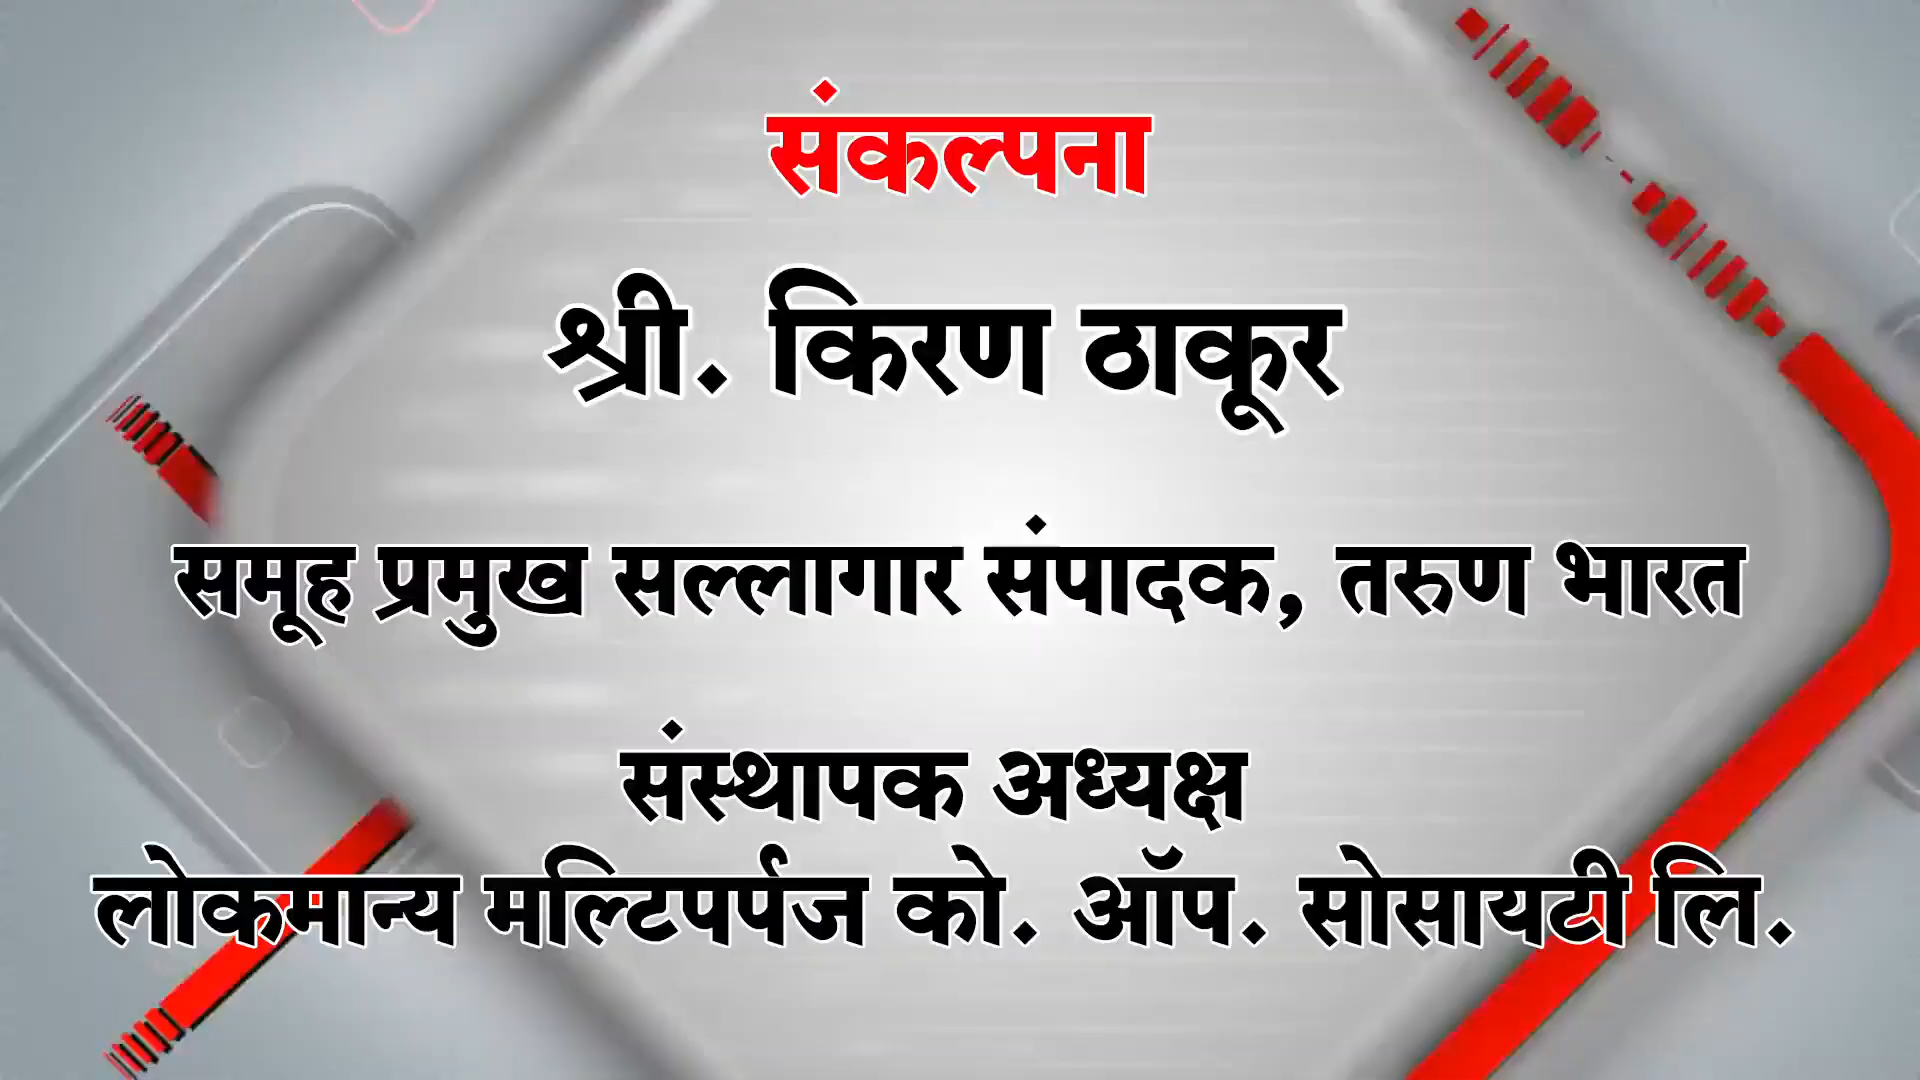 संकल्पना
श्री. किरण ठाकूर
समूह प्रमुख सल्लागार संपादक, तरुण भारत
संस्थापक अध्यक्ष
लोकमान्य मल्टिपर्पज को. ऑप. सोसायटी लि.